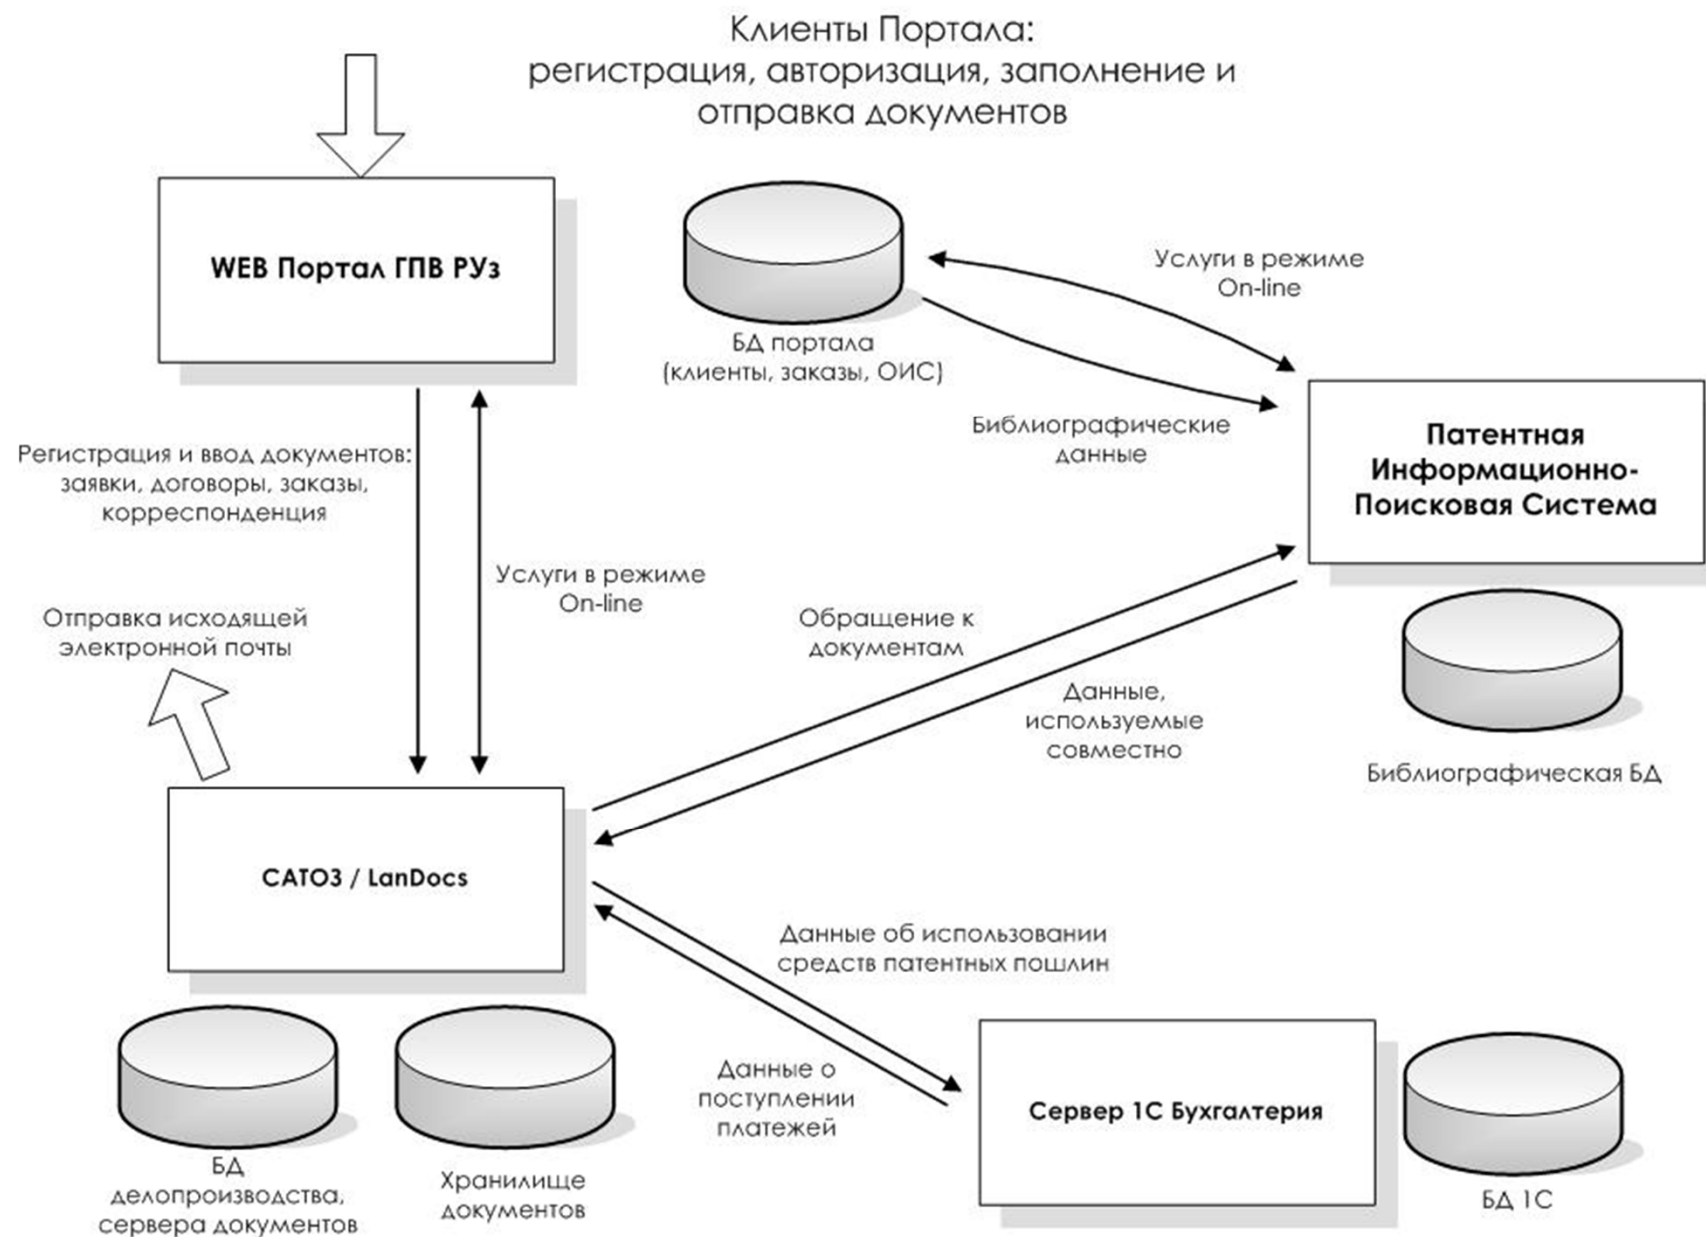 Клиенты Портала:
регистрация, авторизация, заполнение и
отправка документов
WEB Портал ГПВ РУз
БД портала
(клиенты, заказы, ОИС)
Услуги в режиме
On-line
Библиографические
данные
Патентная
Информационно-
Поисковая Система
Регистрация и ввод документов:
заявки, договоры, заказы,
корреспонденция
Услуги в режиме
On-line
Отправка исходящей
электронной почты
Обращение к
документам
Данные,
используемые
совместно
Библиографическая БД
САТОЗ / LanDocs
Данные об использовании
средств патентных пошлин
Данные о
поступлении
платежей
Сервер 1С Бухгалтерия
БД 1С
БД
делопроизводства,
сервера документов
Хранилище
документов